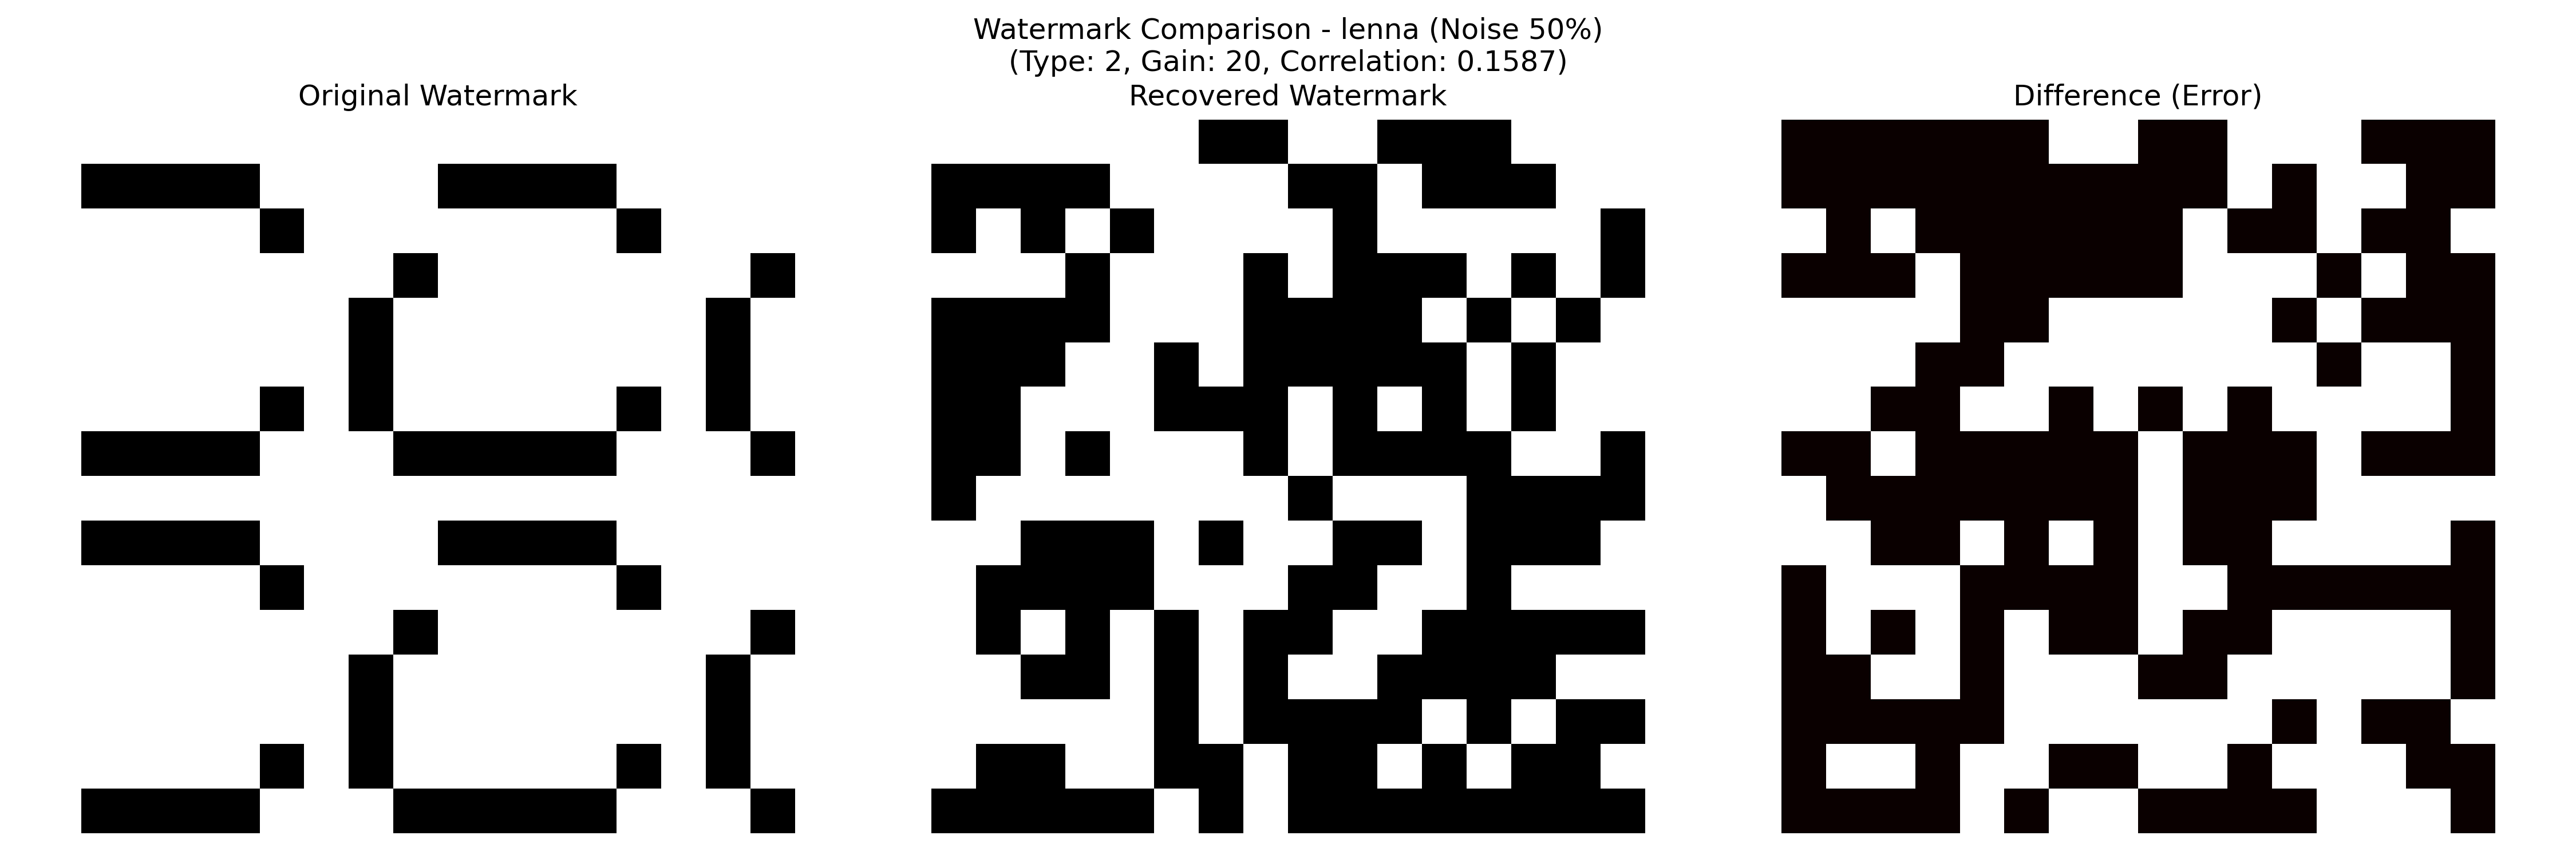 Watermark Comparison - lenna (Noise 50%)
(Type: 2, Gain: 20, Correlation: 0.1587)
Original Watermark
Recovered Watermark
Difference (Error)